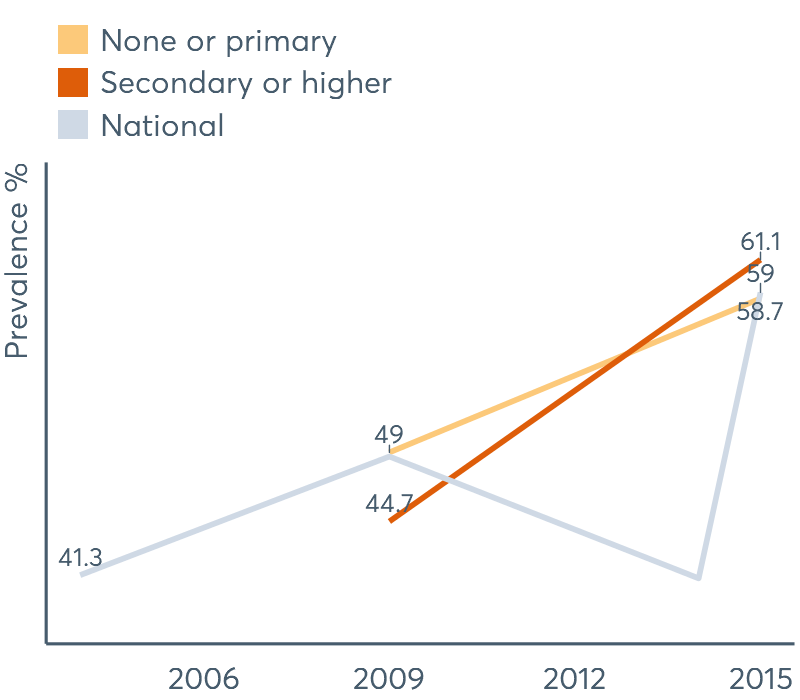 None or primary
Secondary or higher
National
Prevalence %
61.1
59
58.7
49
44.7
41.3
2006 2009 2012 2015